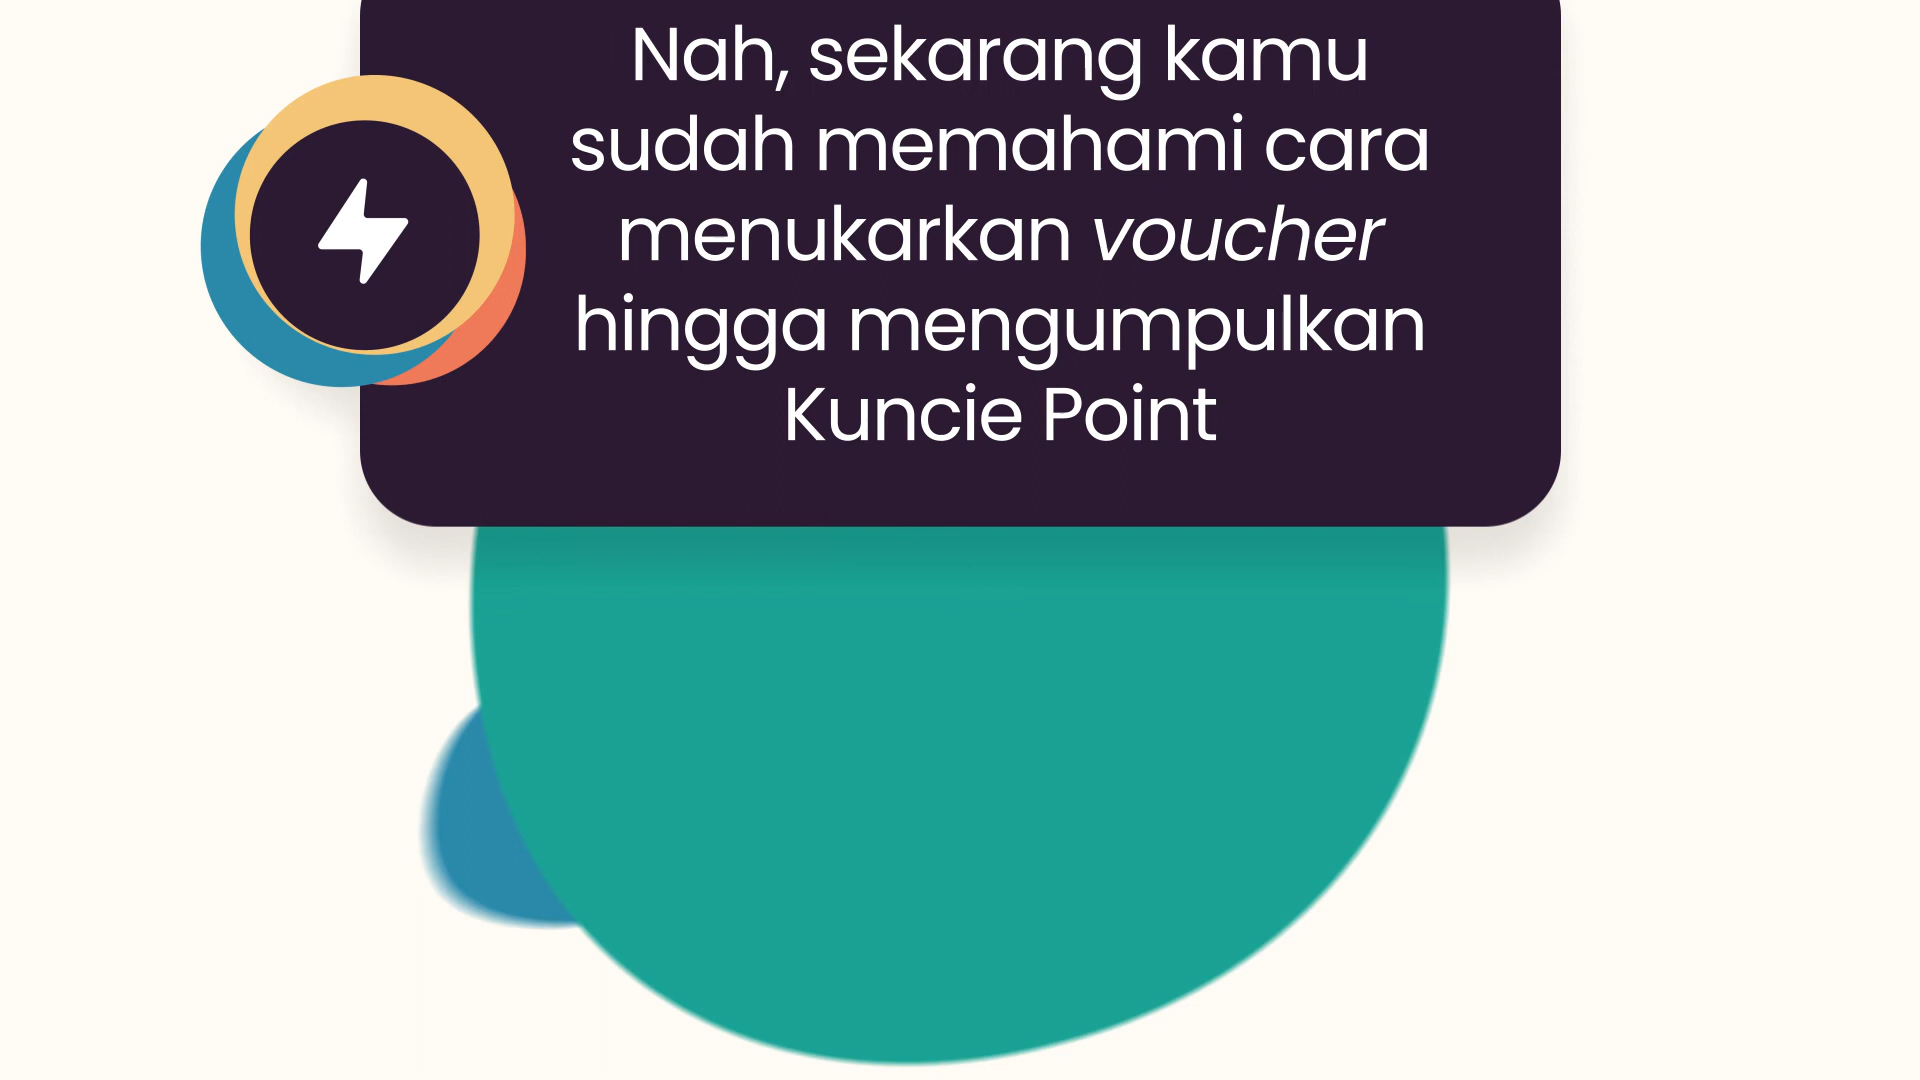 Nah, sekarang kamu
sudah memahami cara
menukarkan voucher
hingga mengumpulkan
Kuncie Point